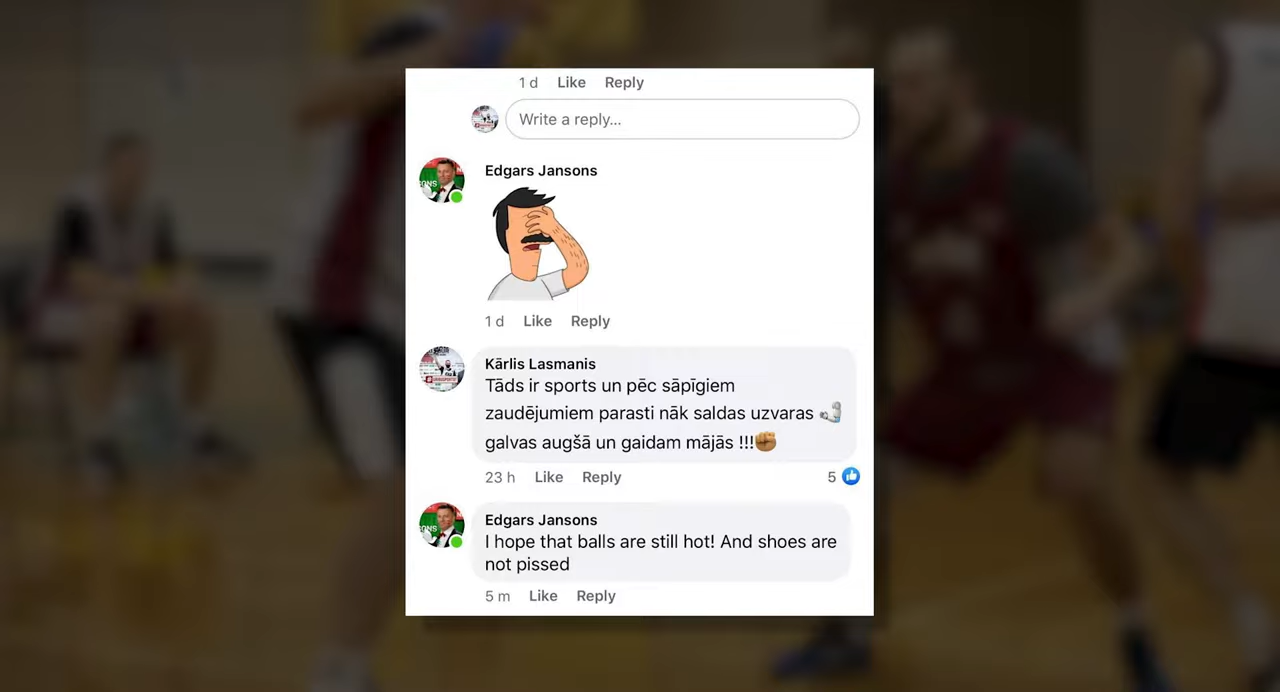 1 d Like Reply
Write a reply...
Edgars Jansons
1 d Like Reply
Kārlis Lasmanis
Tāds ir sports un pēc sāpīgiem
zaudējumiem parasti nāk saldas uzvaras
galvas augšā un gaidam mājās !!!
23 h Like Reply 5
Edgars Jansons
I hope that balls are still hot! And shoes are
not pissed
5 m Like Reply